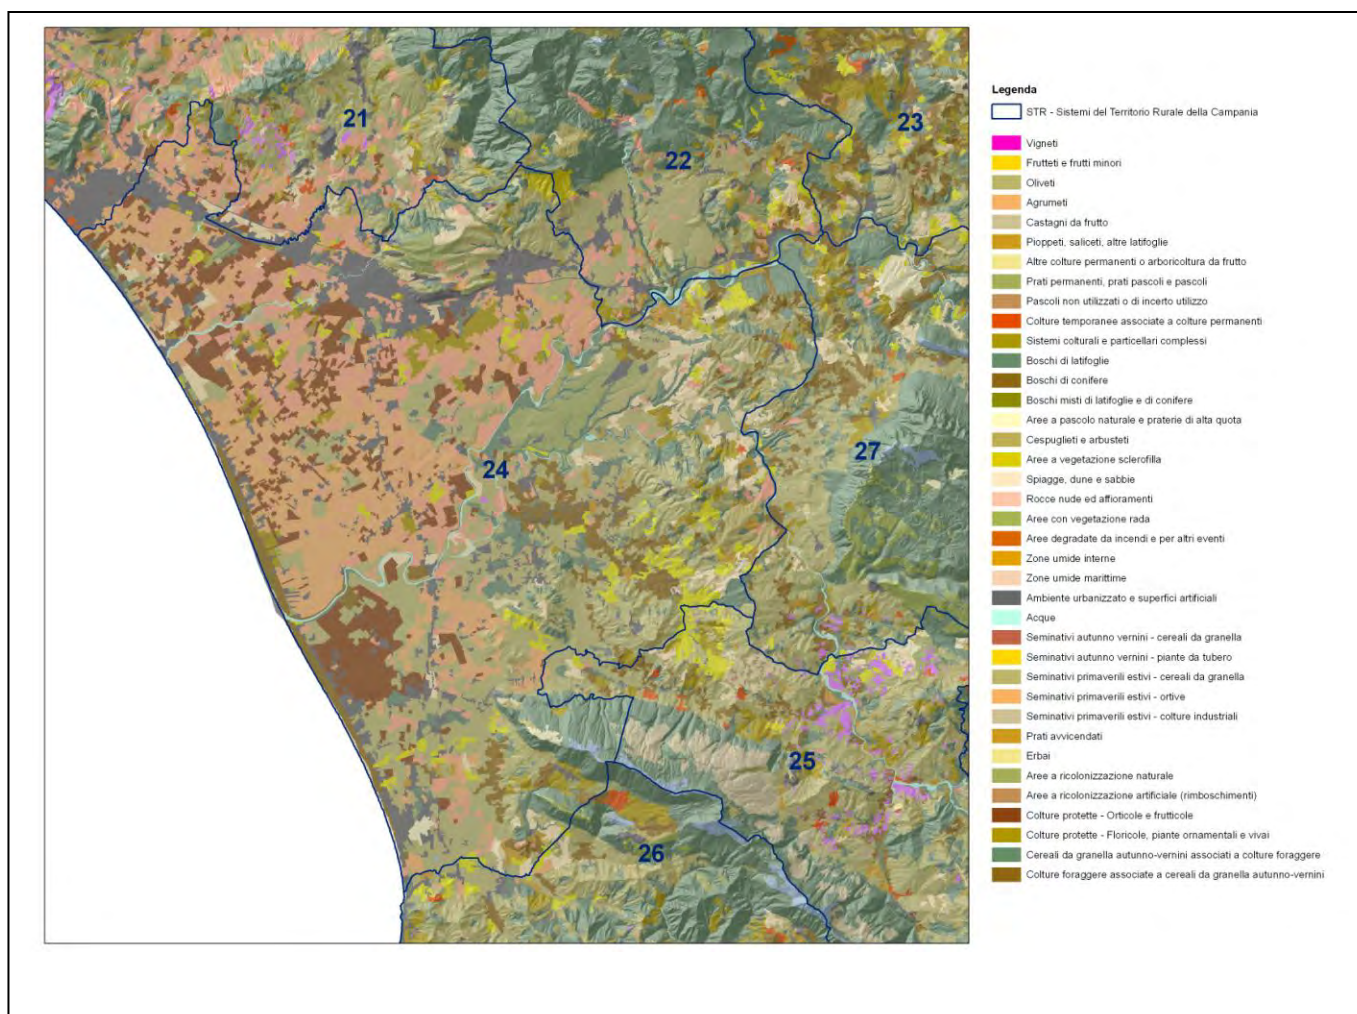 21
22
23
24
25
26
27
Legenda
STR - Sistemi del Territorio Rurale della Campania
Vigneti
Frutteti e frutti minori
Oliveti
Agrumeti
Castagni da frutto
Pioppeti, saliceti, altre latifoglie
Altre colture permanenti o arboricoltura da frutto
Prati permanenti, prati pascoli e pascoli
Pascoli non utilizzati o di incerto utilizzo
Colture temporanee associate a colture permanenti
Sistemi colturali e particellari complessi
Boschi di latifoglie
Boschi di conifere
Boschi misti di latifoglie e di conifere
Aree a pascolo naturale e praterie di alta quota
Cespuglieti e arbusteti
Aree a vegetazione sclerofilla
Spiagge, dune e sabbie
Rocce nude ed affioramenti
Aree con vegetazione rada
Aree degradate da incendi e per altri eventi
Zone umide interne
Zone umide marittime
Ambiente urbanizzato e superfici artificiali
Acque
Seminativi autunno vernini - cereali da granella
Seminativi autunno vernini - piante da tubero
Seminativi primaverili estivi - cereali da granella
Seminativi primaverili estivi - ortive
Seminativi primaverili estivi - colture industriali
Prati avvicendati
Erbai
Aree a ricolonizzazione naturale
Aree a ricolonizzazione artificiale (rimboschimenti)
Colture protette - Orticole e frutticole
Colture protette - Floricole, piante ornamentali e vivai
Cereali da granella autunno-vernini associati a colture foraggere
Colture foraggere associate a cereali da granella autunno-vernini